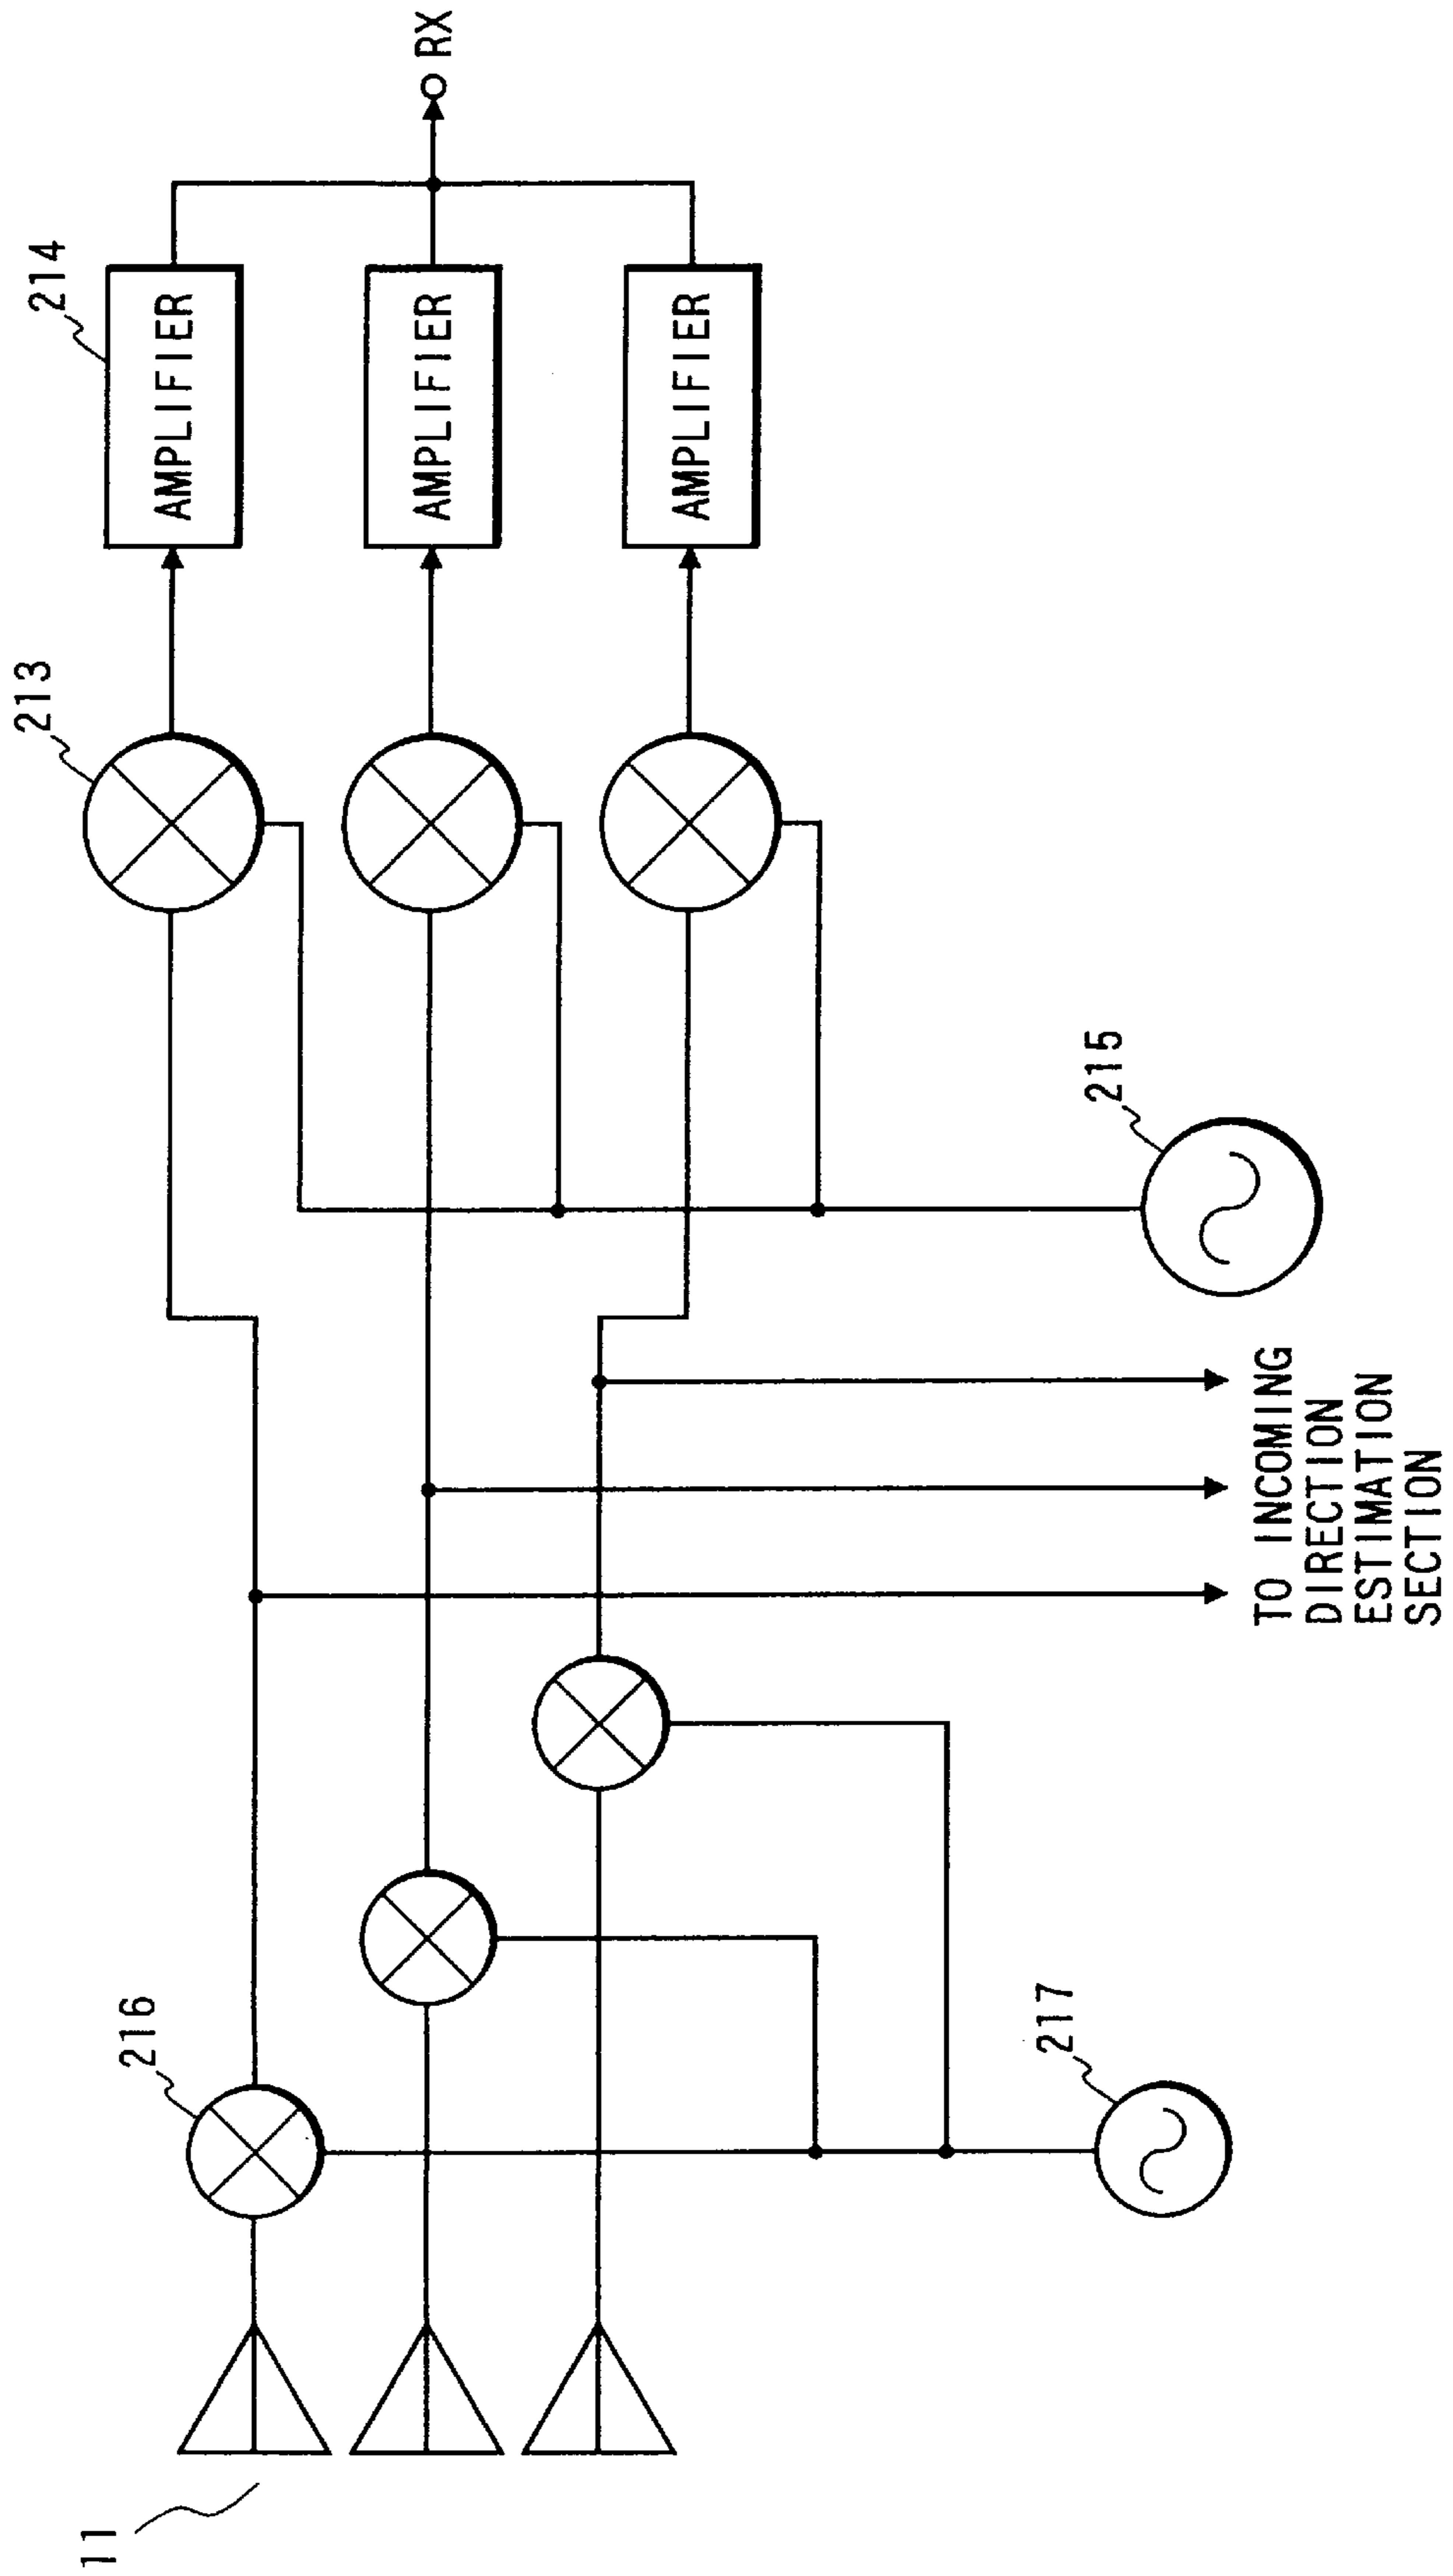 11
216
217
TO INCOMING
DIRECTION
ESTIMATION
SECTION
215
213
214
AMPLIFIER
AMPLIFIER
AMPLIFIER
RX